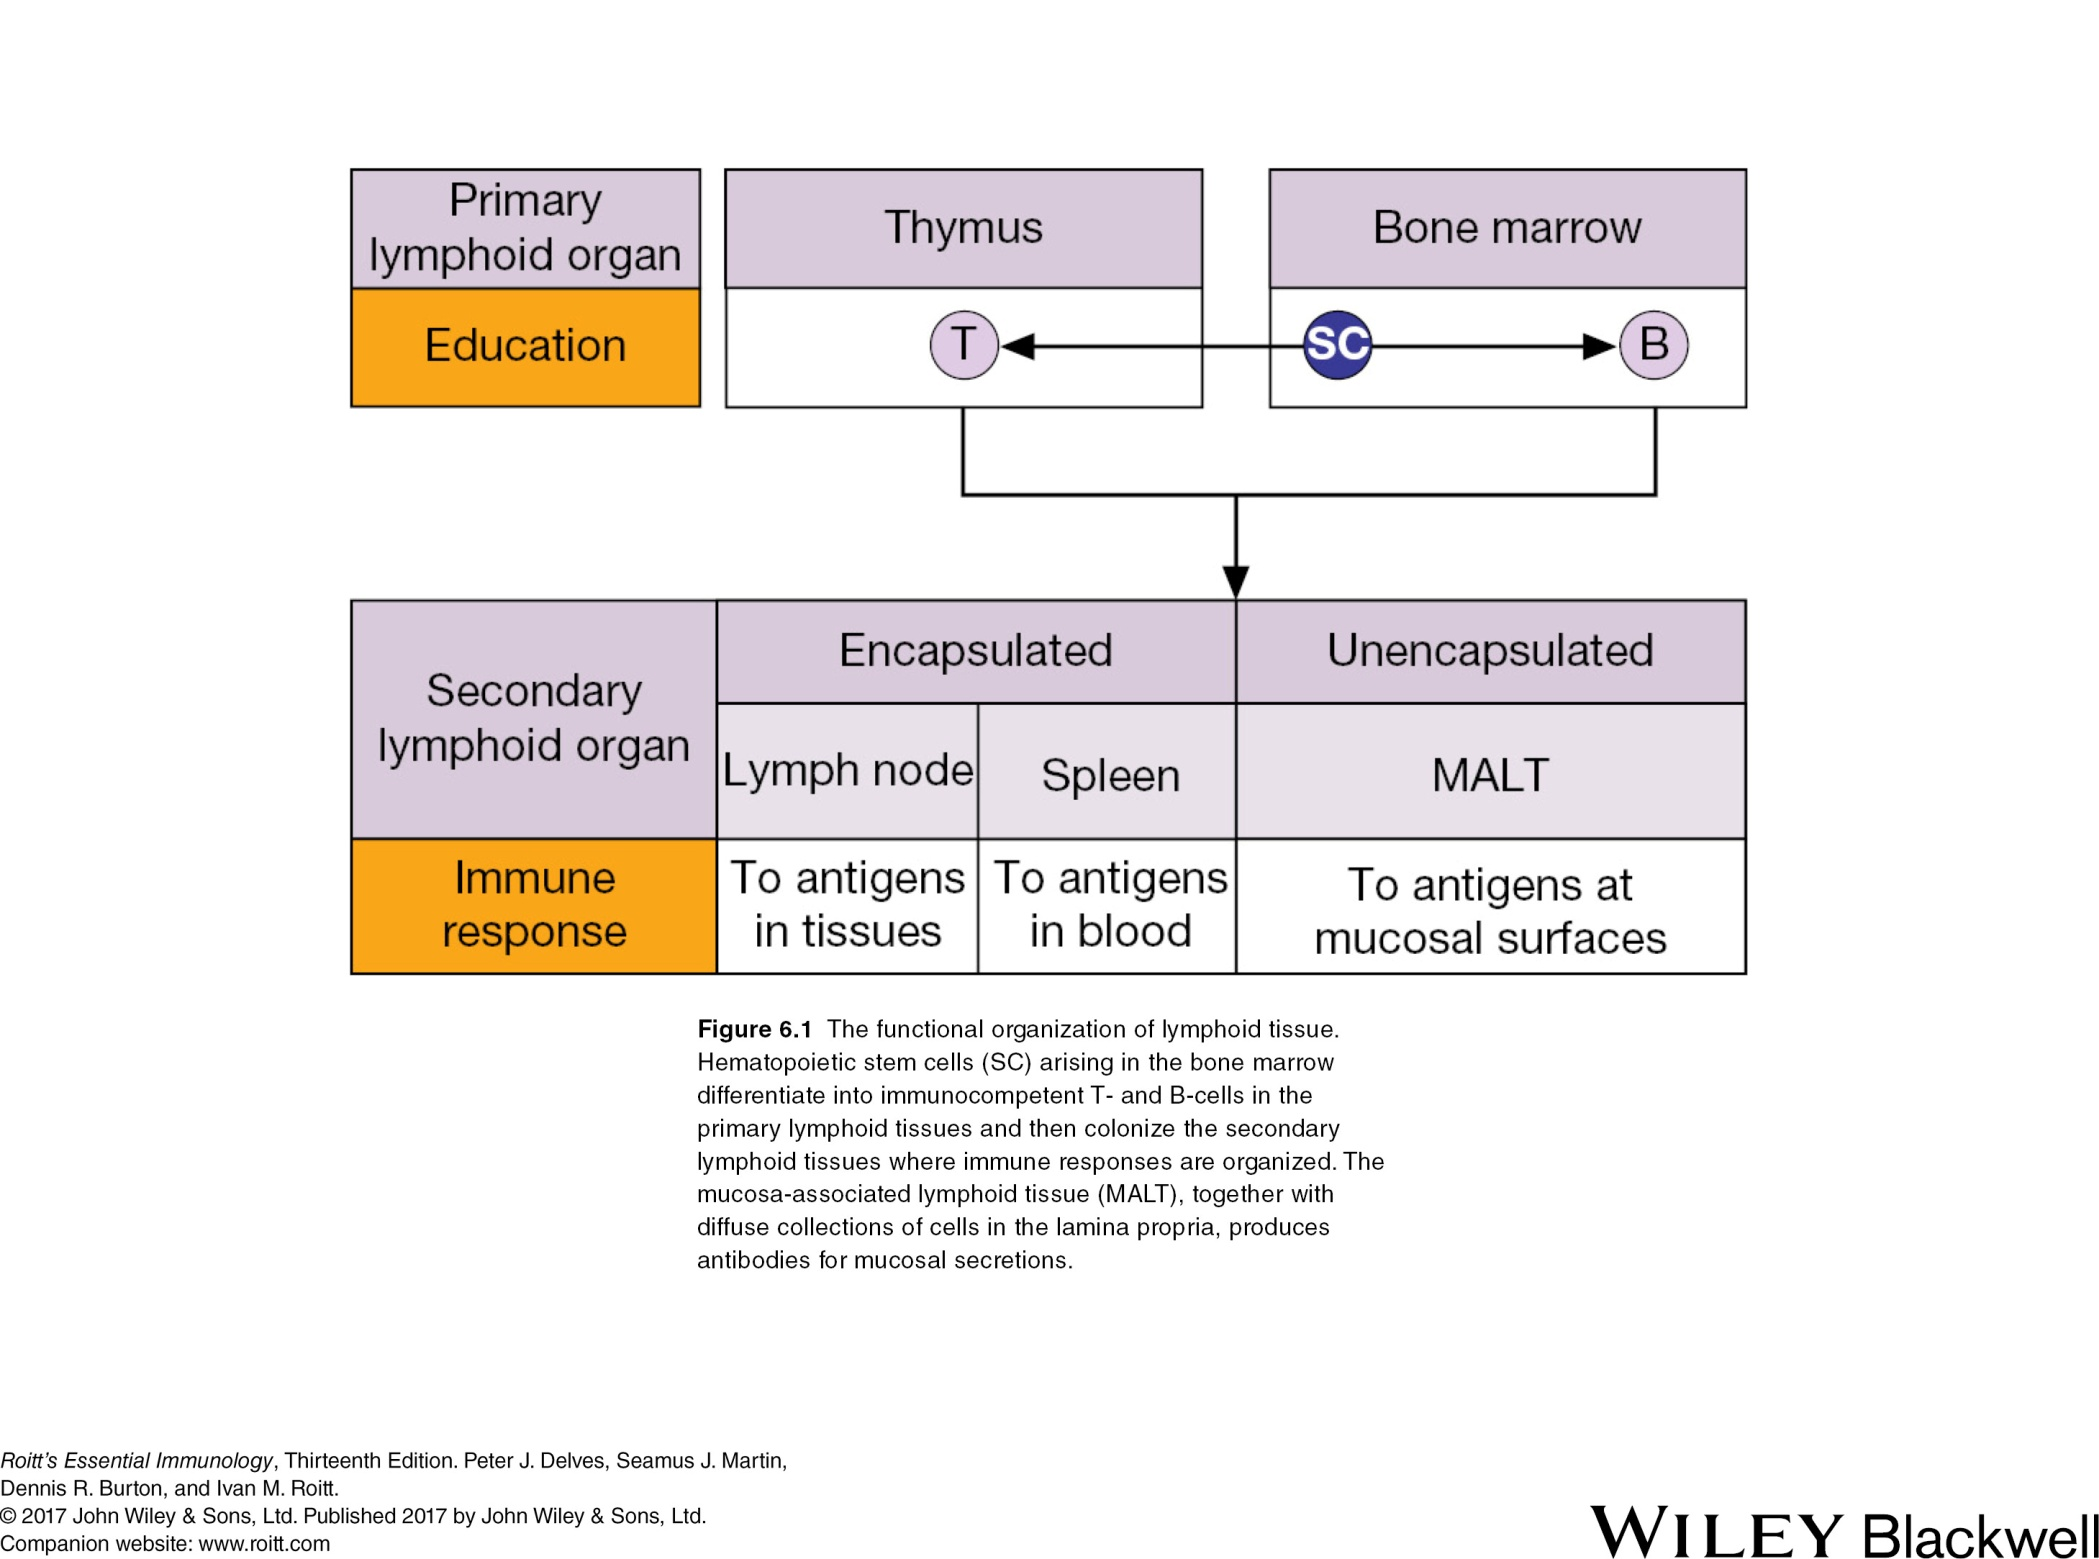 Primary
lymphoid organ
Thymus
Bone marrow
Education
T
SC
B
Secondary
lymphoid organ
Encapsulated
Unencapsulated
Lymph node
Spleen
MALT
Immune
response
To antigens
in tissues
To antigens
in blood
To antigens at
mucosal surfaces
Figure 6.1 The functional organization of lymphoid tissue.
Hematopoietic stem cells (SC) arising in the bone marrow
differentiate into immunocompetent T- and B-cells in the
primary lymphoid tissues and then colonize the secondary
lymphoid tissues where immune responses are organized. The
mucosa-associated lymphoid tissue (MALT), together with
diffuse collections of cells in the lamina propria, produces
antibodies for mucosal secretions.
Roitt's Essential Immunology, Thirteenth Edition. Peter J. Delves, Seamus J. Martin,
Dennis R. Burton, and Ivan M. Roitt.
© 2017 John Wiley & Sons, Ltd. Published 2017 by John Wiley & Sons, Ltd.
Companion website: www.roitt.com
WILEY Blackwell